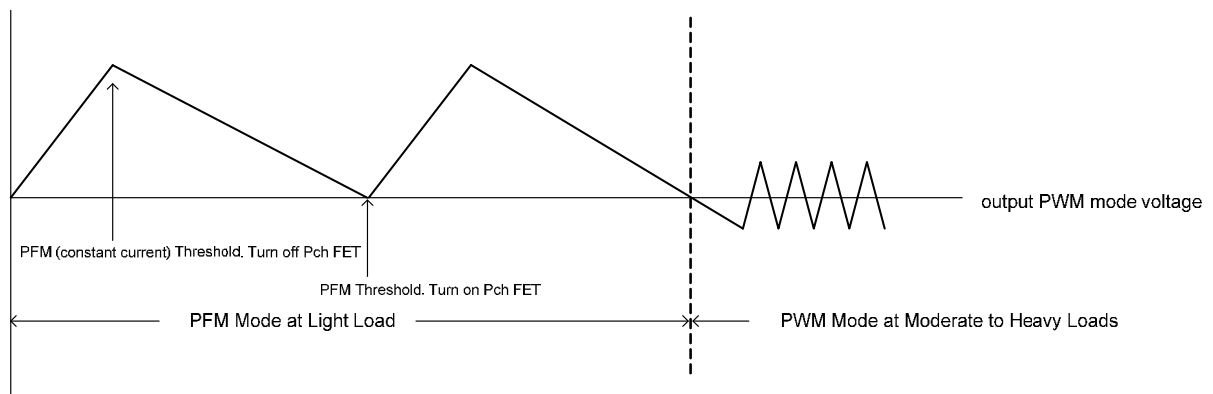 output PWM mode voltage
PFM (constant current) Threshold. Turn off Pch FET
PFM Threshold. Turn on Pch FET
PFM Mode at Light Load
PWM Mode at Moderate to Heavy Loads